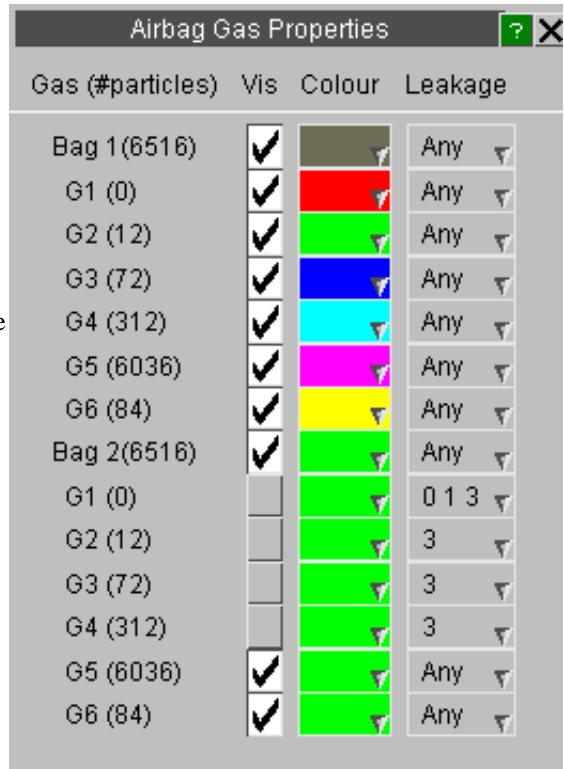 Airbag Gas Properties ?
Gas (#particles) Vis Colour Leakage
Bag 1(6516) Any
G1 (0) Any
G2 (12) Any
G3 (72) Any
e G4 (312) Any
G5 (6036) Any
G6 (84) Any
Bag 2(6516) Any
G1 (0) 0 1 3
G2 (12) 3
G3 (72) 3
G4 (312) 3
G5 (6036) Any
G6 (84) Any